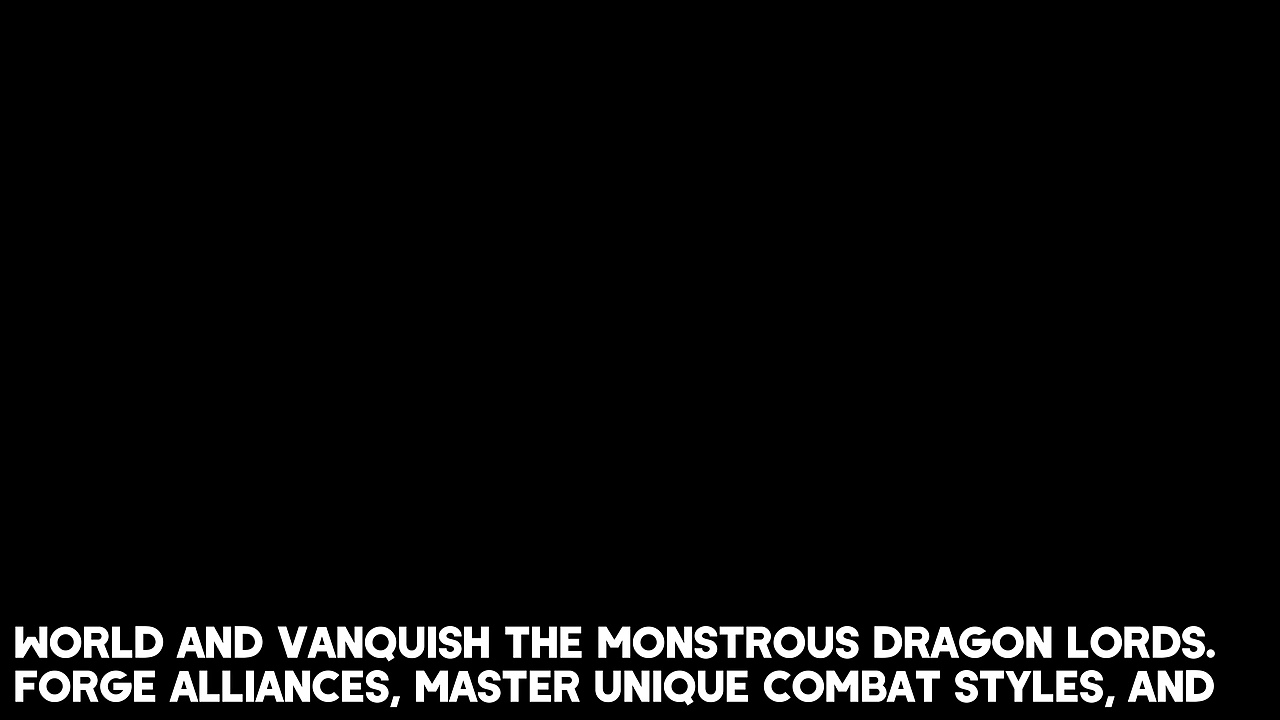 WORLD AND VANQUISH THE MONSTROUS DRAGON LORDS.
FORGE ALLIANCES, MASTER UNIQUE COMBAT STYLES, AND